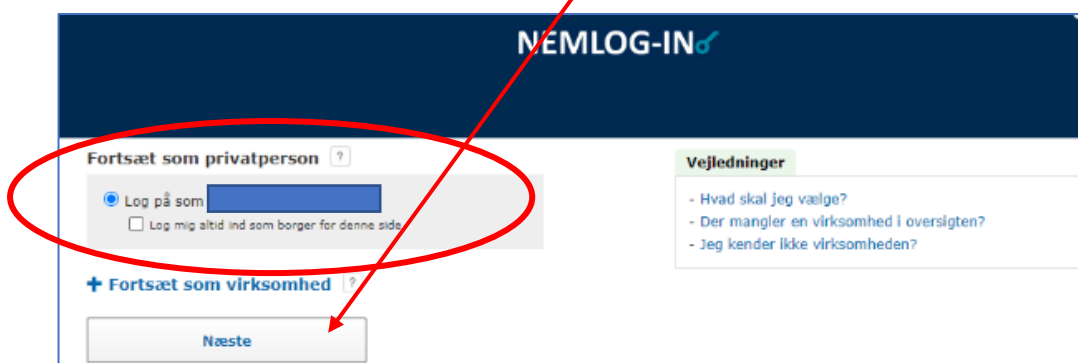 NEMLOG-IN
Fortsæt som privatperson ?
Log på som
Log mig altid ind som borger for denne side
+ Fortsæt som virksomhed ?
Næste
Vejledninger
- Hvad skal jeg vælge?
- Der mangler en virksomhed i oversigten?
- Jeg kender ikke virksomheden?